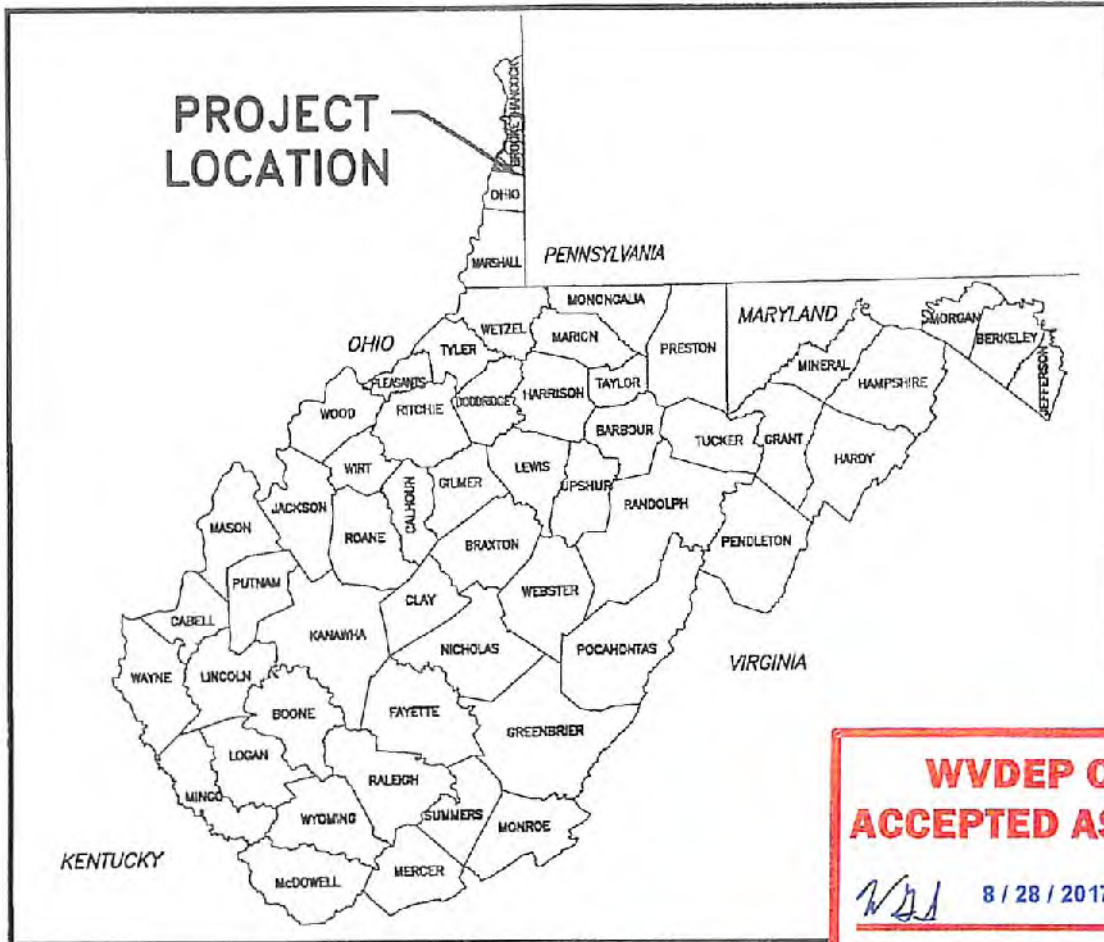 PROJECT
LOCATION
HANCOCK
BROOKE
OHIO
MARSHALL
PENNSYLVANIA
MONONGALIA
MARYLAND
MORGAN
BERKELEY
JEFFERSON
WETZEL
OHIO
TYLER
MARION
PRESTON
MINERAL
HAMPSHIRE
PLEASANTS
DODDRIDGE
HARRISON
TAYLOR
WOOD
RITCHIE
BARBOUR
TUCKER
GRANT
HARDY
WIRT
GILMER
LEWIS
UPSHUR
RANDOLPH
JACKSON
CALHOUN
MASON
ROANE
BRAXTON
PENDLETON
PUTNAM
CLAY
WEBSTER
CABELL
KANAWHA
NICHOLAS
POCAHONTAS
VIRGINIA
WAYNE
LINCOLN
BOONE
FAYETTE
GREENBRIER
LOGAN
RALEIGH
MINGO
WYOMING
SUMMERS
MONROE
KENTUCKY
McDOWELL
MERCER
WVDEP O
ACCEPTED AS
8 / 28 / 2017